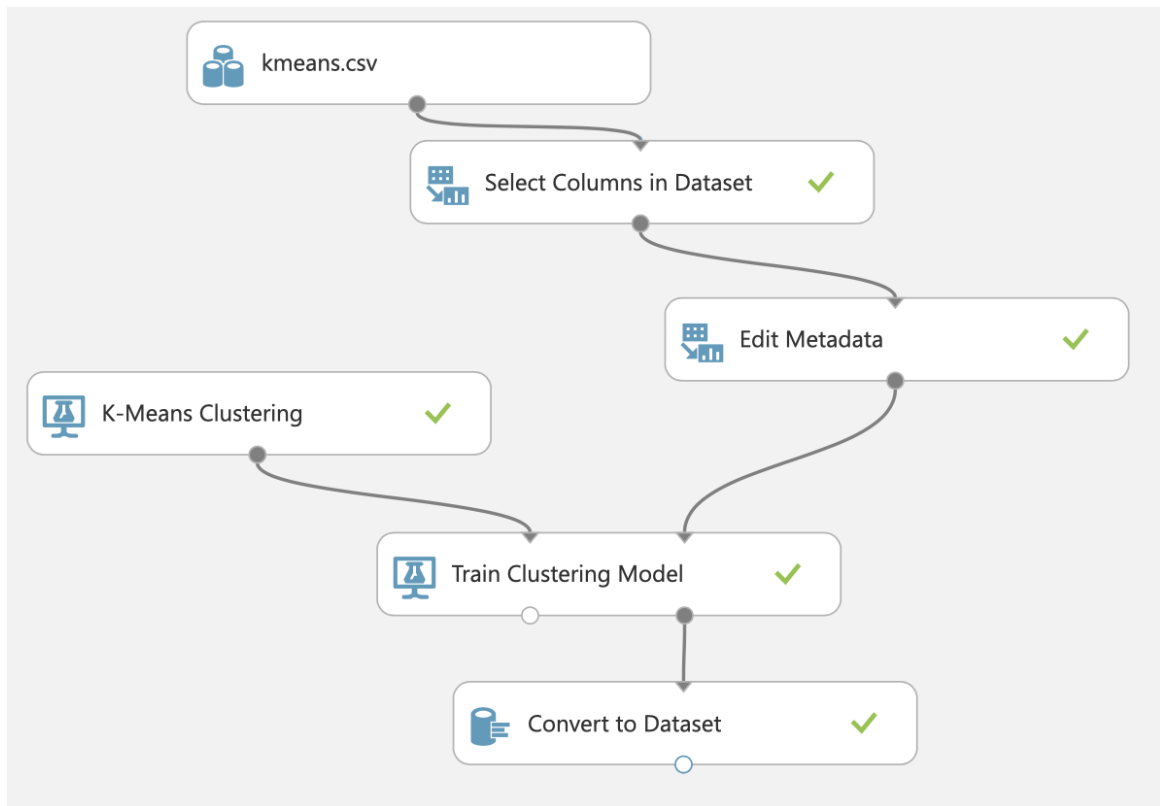 kmeans.csv
Select Columns in Dataset
Edit Metadata
K-Means Clustering
Train Clustering Model
Convert to Dataset